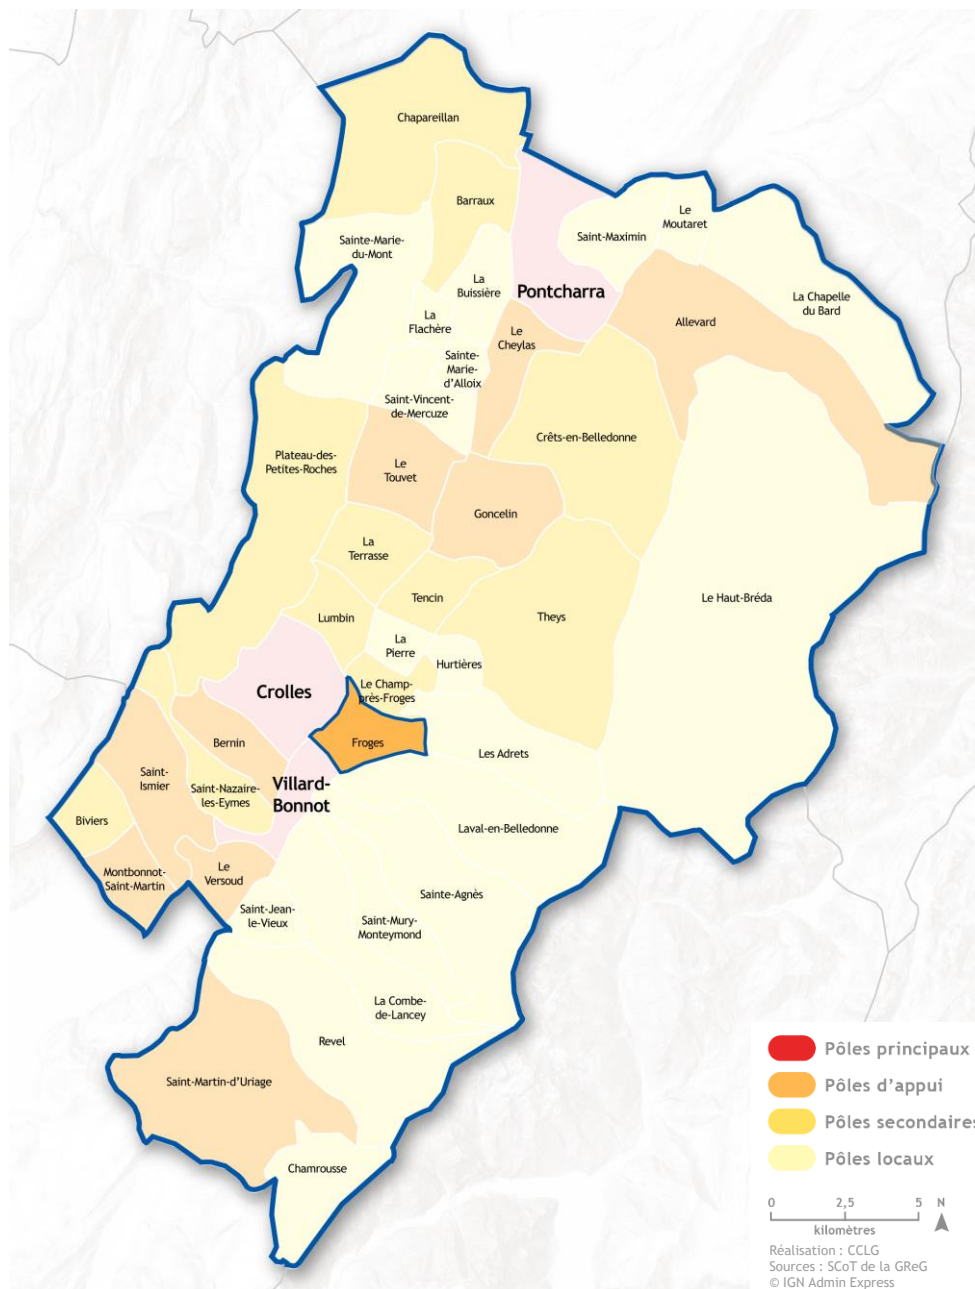 Chapareillan
Barraux
Le
Moutaret
Saint-Maximin
Sainte-Marie-
du-Mont
La
Buissière
Pontcharra
La Chapelle
du Bard
La
Flachère
Allevard
Le
Cheylas
Sainte-
Marie-
d'Alloix
Saint-Vincent-
de-Mercuze
Crêts-en-Belledonne
Plateau-des-
Petites-Roches
Le
Touvet
Goncelin
La
Terrasse
Tencin
Le Haut-Bréda
Lumbin
Theys
La
Pierre
Hurtières
Crolles
Le Champ-
près-Froges
Bernin
Froges
Les Adrets
Saint-
Ismier
Villard-
Bonnot
Saint-Nazaire-
les-Eymes
Biviers
Laval-en-Belledonne
Montbonnot-
Saint-Martin
Le
Versoud
Sainte-Agnès
Saint-Jean-
le-Vieux
Saint-Mury-
Monteymond
La Combe-
de-Lancey
Revel
Saint-Martin-d'Uriage
Chamrousse
Pôles principaux
Pôles d'appui
Pôles secondaires
Pôles locaux
0 2,5 5 N
kilomètres
Réalisation : CCLG
Sources : SCoT de la GReG
© IGN Admin Express